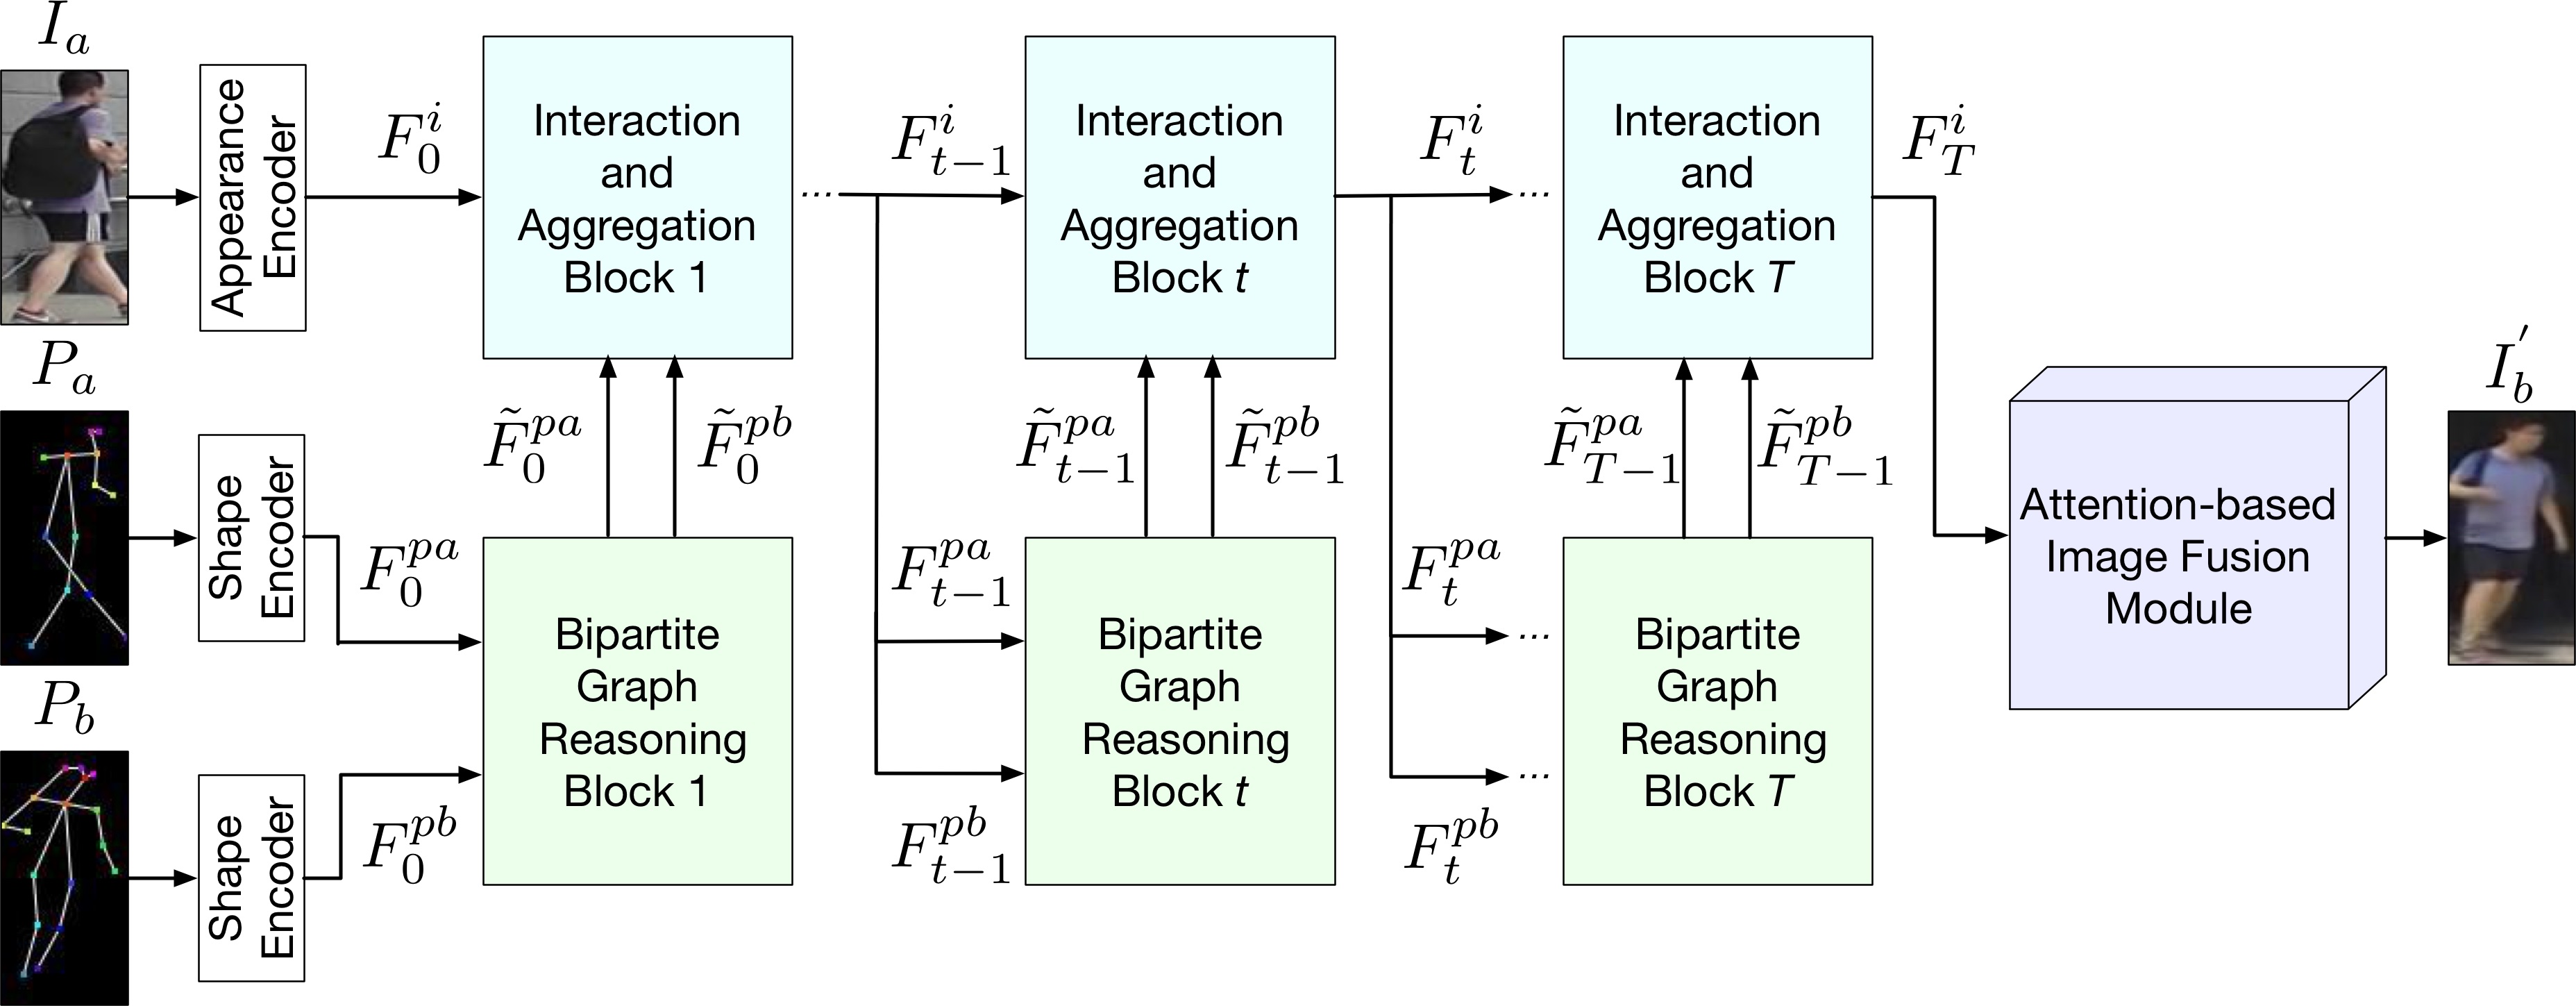 I_a
Appearance
Encoder
F_0^i
Interaction
and
Aggregation
Block 1
...
F_{t-1}^i
Interaction
and
Aggregation
Block t
F_t^i
...
Interaction
and
Aggregation
Block T
F_T^i
P_a
Shape
Encoder
F_0^{pa}
\tilde{F}_0^{pa}
\tilde{F}_0^{pb}
\tilde{F}_{t-1}^{pa}
\tilde{F}_{t-1}^{pb}
\tilde{F}_{T-1}^{pa}
\tilde{F}_{T-1}^{pb}
P_b
Shape
Encoder
F_0^{pb}
Bipartite
Graph
Reasoning
Block 1
F_{t-1}^{pa}
F_{t-1}^{pb}
Bipartite
Graph
Reasoning
Block t
F_t^{pa}
...
F_t^{pb}
...
Bipartite
Graph
Reasoning
Block T
Attention-based
Image Fusion
Module
I_b^'